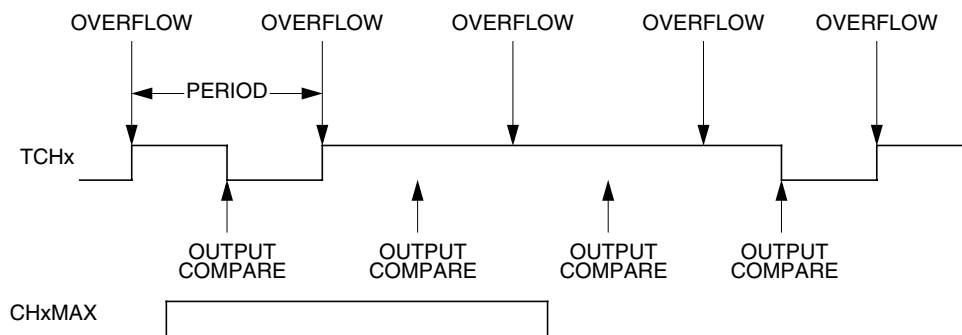 OVERFLOW OVERFLOW OVERFLOW OVERFLOW OVERFLOW
PERIOD
TCHx
OUTPUT COMPARE
OUTPUT COMPARE
OUTPUT COMPARE
OUTPUT COMPARE
CHxMAX